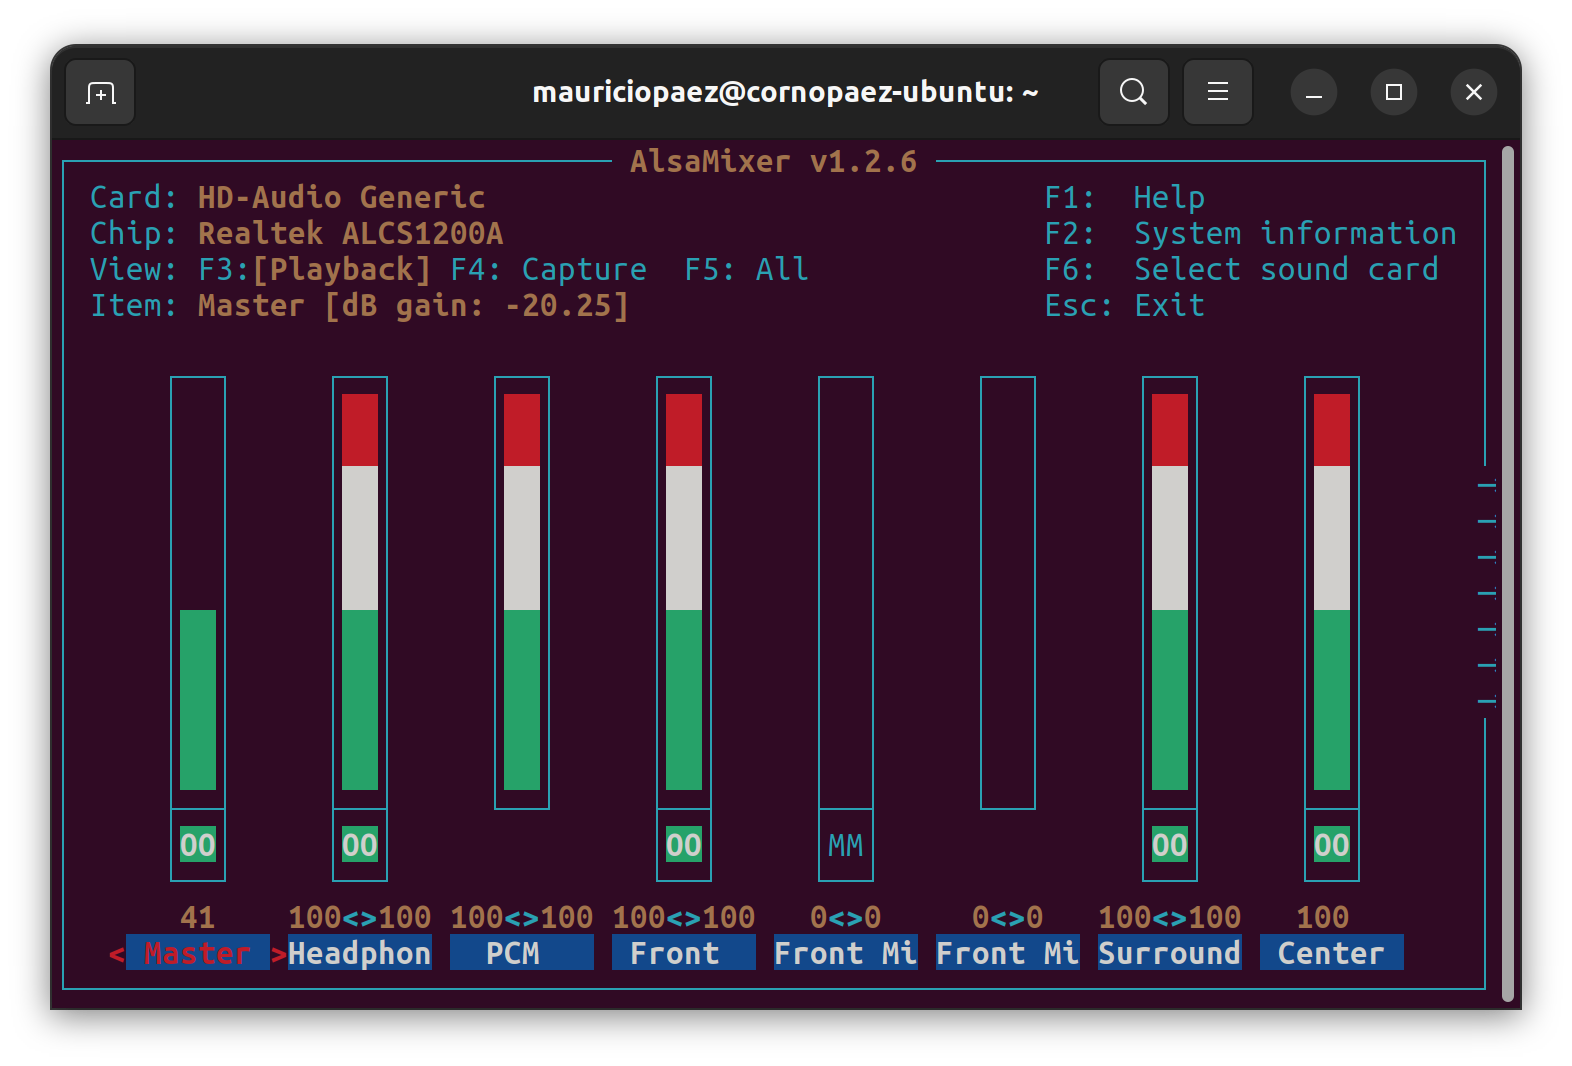 mauriciopaez@cornopaez-ubuntu: ~
AlsaMixer v1.2.6
Card: HD-Audio Generic F1: Help
Chip: Realtek ALCS1200A F2: System information
View: F3:[Playback] F4: Capture F5: All F6: Select sound card
Item: Master [dB gain: -20.25] Esc: Exit
OO OO OO MM OO OO
41 100<>100 100<>100 100<>100 0<>0 0<>0 100<>100 100
< Master >Headphon PCM Front Front Mi Front Mi Surround Center